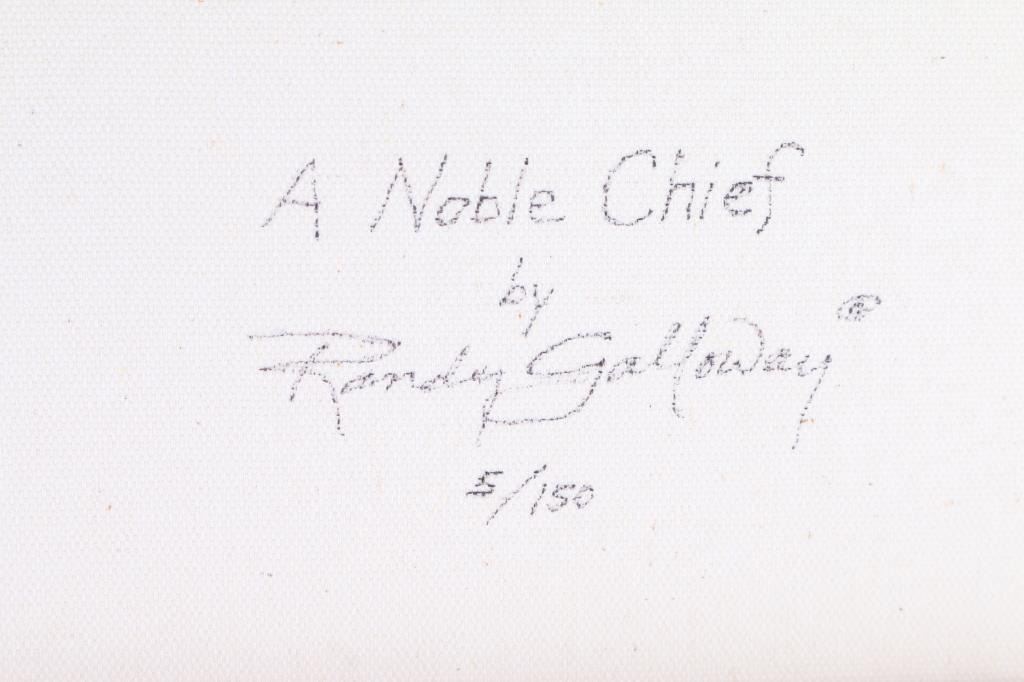 A Noble Chief
by
Randy Galloway ®
5/150